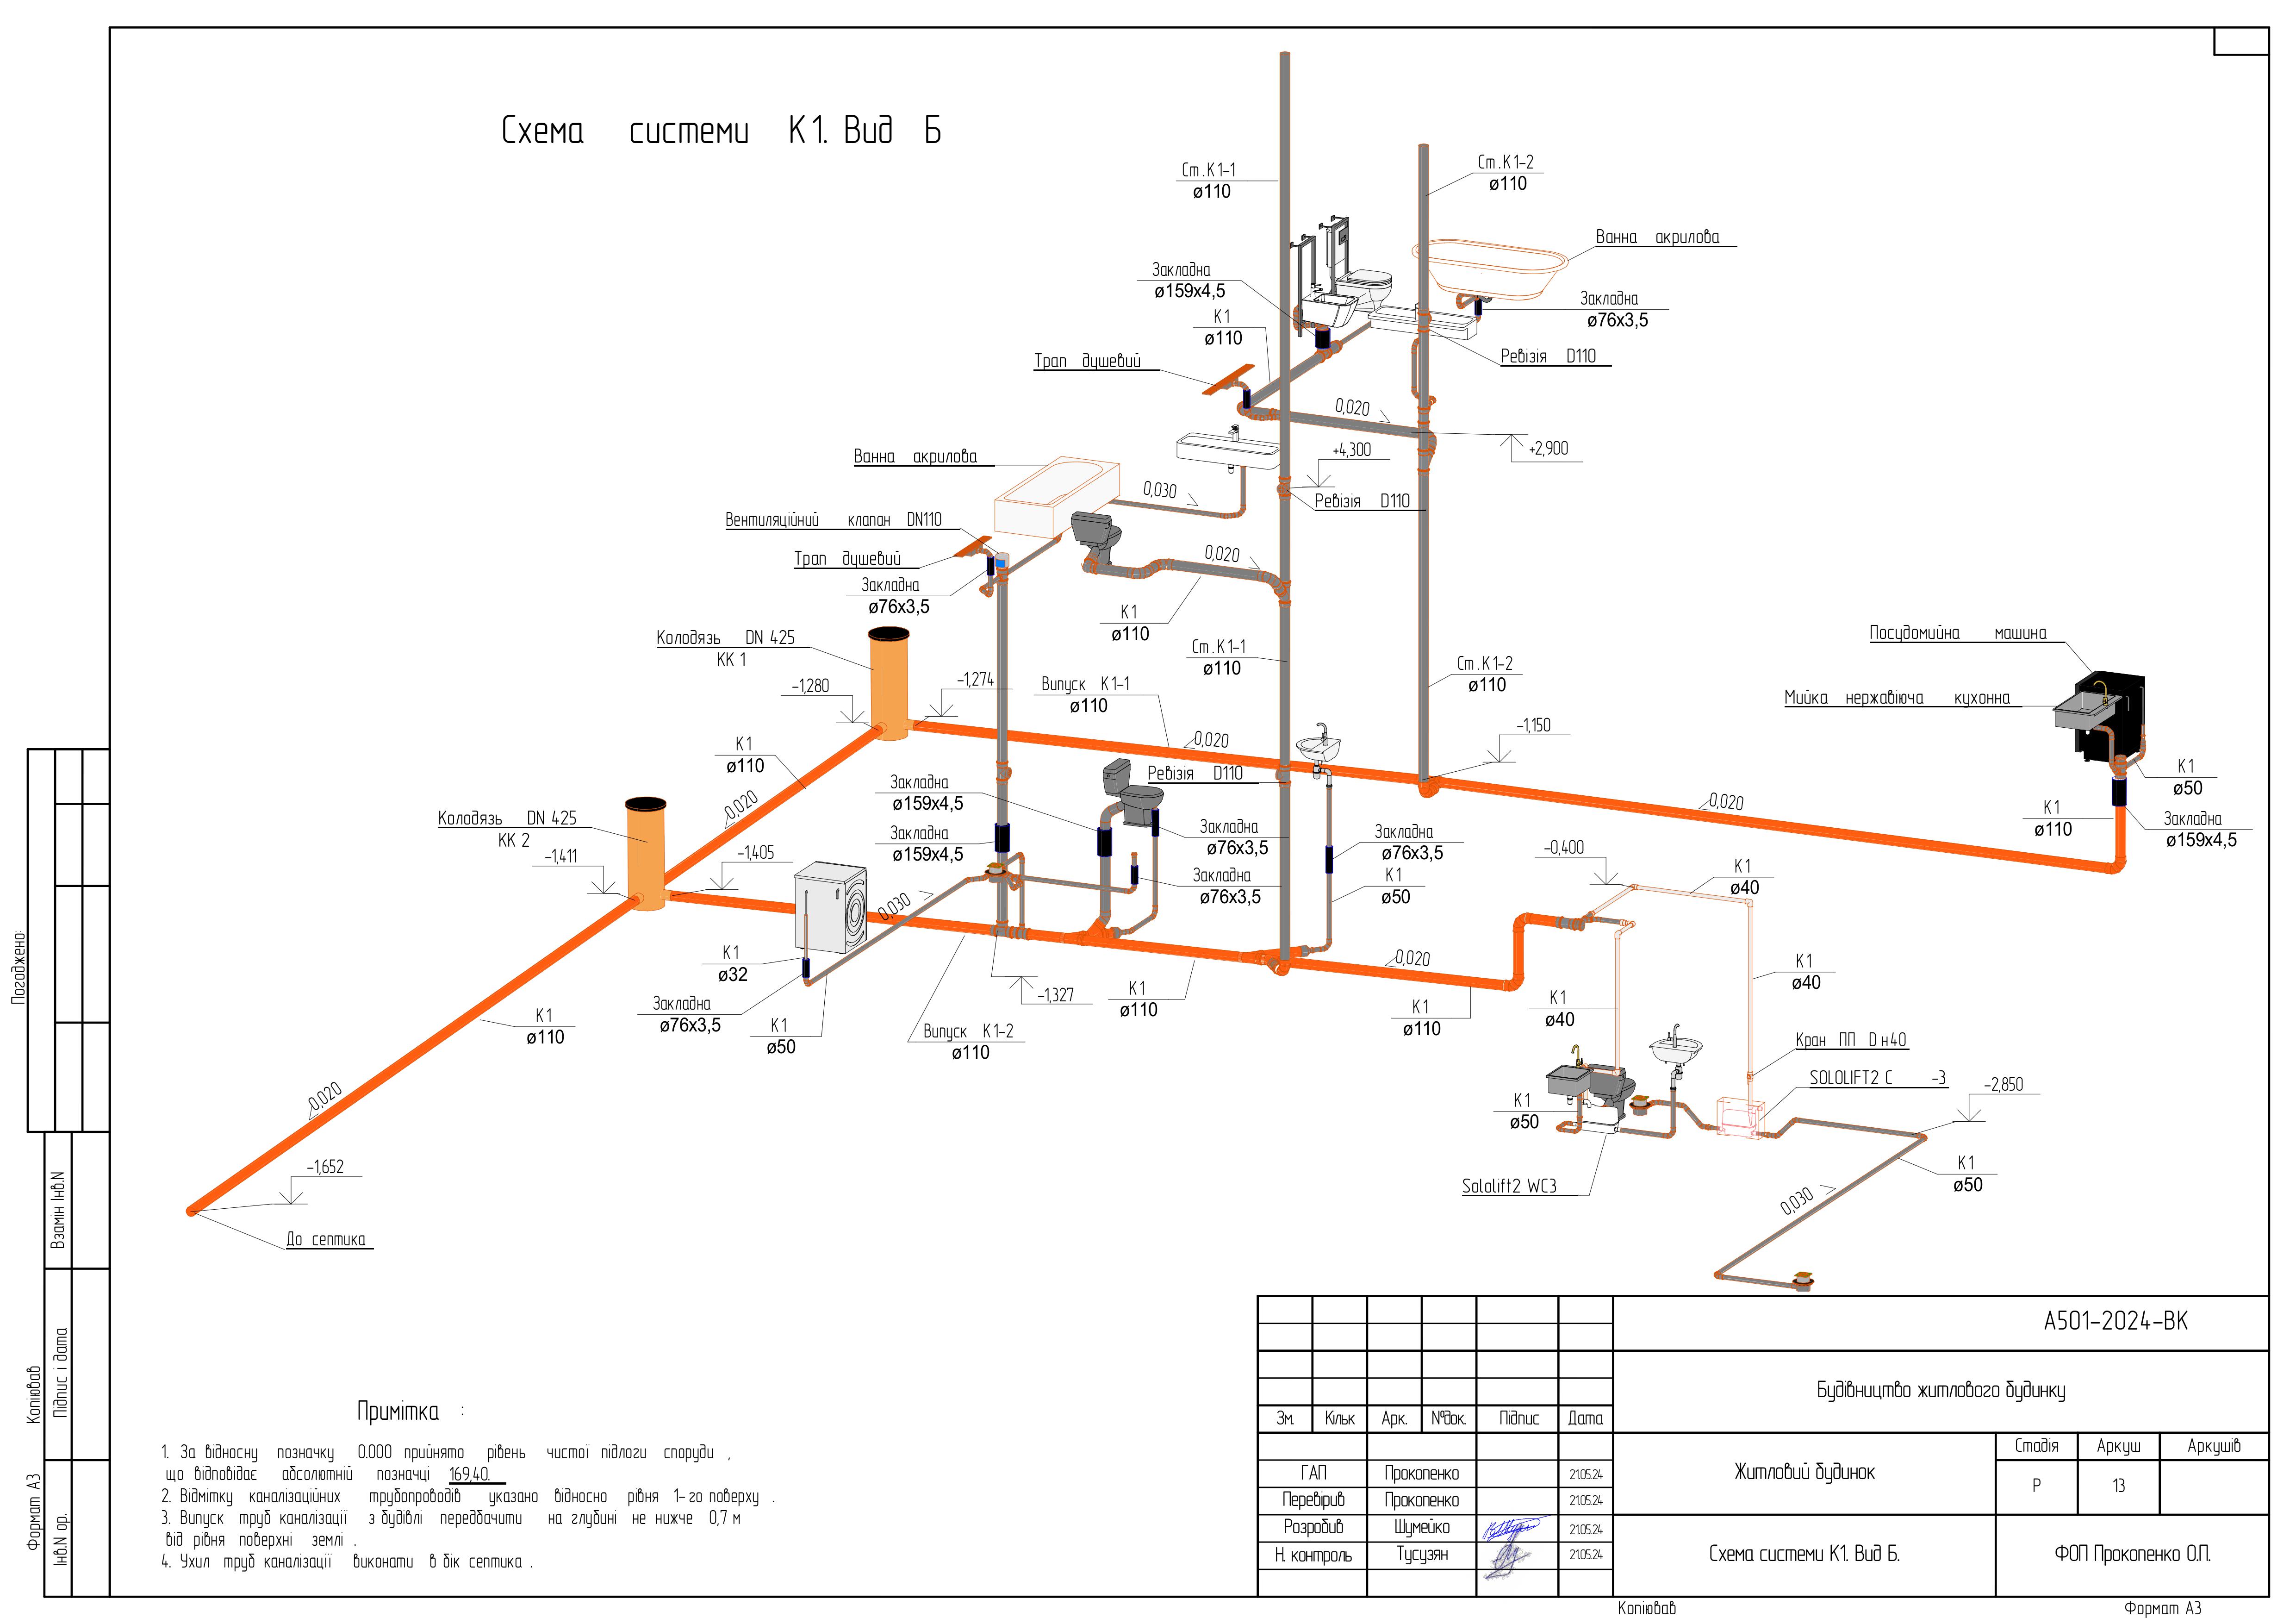 Схема системи К1. Вид Б
Ст.К1-1
ø110
Ст.К1-2
ø110
Ванна акрилова
Закладна
ø159х4,5
К1
ø110
Закладна
ø76х3,5
Трап душевий
Ревізія D110
0,020
+2,900
+4,300
Ревізія D110
Ванна акрилова
0,030
Вентиляційний клапан DN110
Трап душевий
Закладна
ø76х3,5
0,020
К1
ø110
Колодязь DN 425
КК 1
-1,280
-1,274
Випуск К1-1
ø110
Ст.К1-1
ø110
Ст.К1-2
ø110
-1,150
Посудомийна машина
Мийка нержавіюча кухонна
К1
ø50
К1
ø110
Закладна
ø159х4,5
0,020
0,020
К1
ø110
0,020
Ревізія D110
Закладна
ø159х4,5
Закладна
ø159х4,5
Закладна
ø76х3,5
Закладна
ø76х3,5
Закладна
ø76х3,5
К1
ø50
Колодязь DN 425
КК 2
-1,411
-1,405
0,030
-0,400
К1
ø40
К1
ø32
Закладна
ø76х3,5
К1
ø50
-1,327
Випуск К1-2
ø110
К1
ø110
0,020
К1
ø110
К1
ø40
К1
ø40
Кран ПП Dн40
SOLOLIFT2 C -3
-2,850
К1
ø50
Sololift2 WC3
К1
ø50
0,030
К1
ø110
0,020
-1,652
До септика
Примітка :
1. За відносну позначку 0.000 прийнято рівень чистої підлоги споруди ,
що відповідає абсолютній позначці 169,40.
2. Відмітку каналізаційних трубопроводів указано відносно рівня 1-го поверху .
3. Випуск труб каналізації з будівлі передбачити на глубині не нижче 0,7 м
від рівня поверхні землі .
4. Ухил труб каналізації виконати в бік септика .
Погоджено:
Взамін Інв.N
Підпис і дата
Інв.N ор.
Копіював
Формат А3
А501-2024-ВК
Будівництво житлового будинку
Зм. Кільк Арк. №док. Підпис Дата
Житловий будинок
Стадія Аркуш Аркушів
Р 13
ГАП Прокопенко 21.05.24
Перевірив Прокопенко 21.05.24
Розробив Шумейко 21.05.24
Н. контроль Тусузян 21.05.24
Схема системи К1. Вид Б.
ФОП Прокопенко О.П.
Копіював
Формат А3